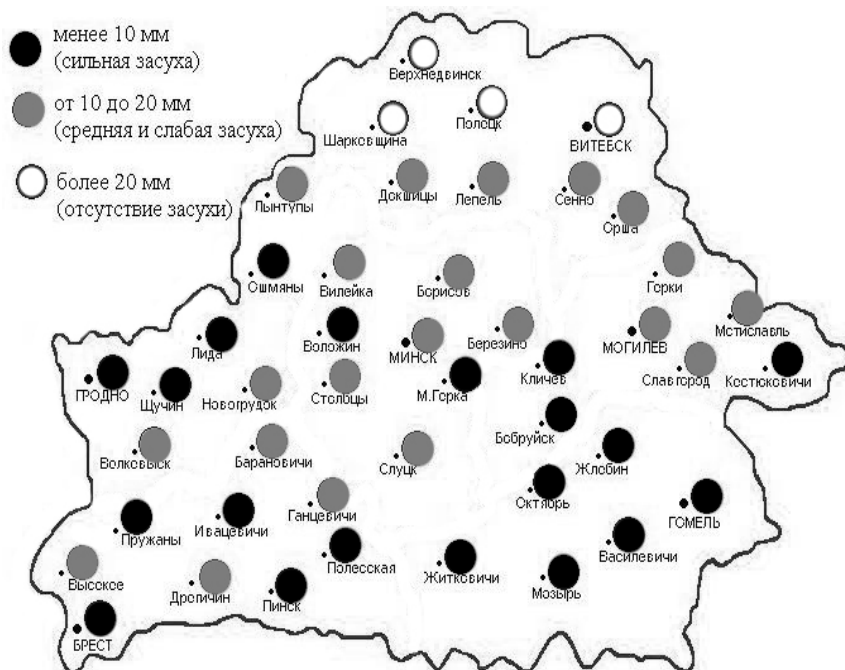 менее 10 мм
(сильная засуха)
от 10 до 20 мм
(средняя и слабая засуха)
более 20 мм
(отсутствие засухи)
Верхнедвинск
Полоцк
Шарковщина
ВИТЕБСК
Лынтупы
Докшицы
Лепель
Сенно
Орша
Ошмяны
Вилейка
Борисов
Горки
Мстиславль
Лида
Воложин
МИНСК
Березино
МОГИЛЕВ
ГРОДНО
Щучин
Новогрудок
Столбцы
М.Горка
Кличев
Славгород
Костюковичи
Волковыск
Барановичи
Слуцк
Бобруйск
Жлобин
Пружаны
Ивацевичи
Ганцевичи
Октябрь
ГОМЕЛЬ
Полесская
Василевичи
Высокое
Дрогичин
Пинск
Житковичи
Мозырь
БРЕСТ